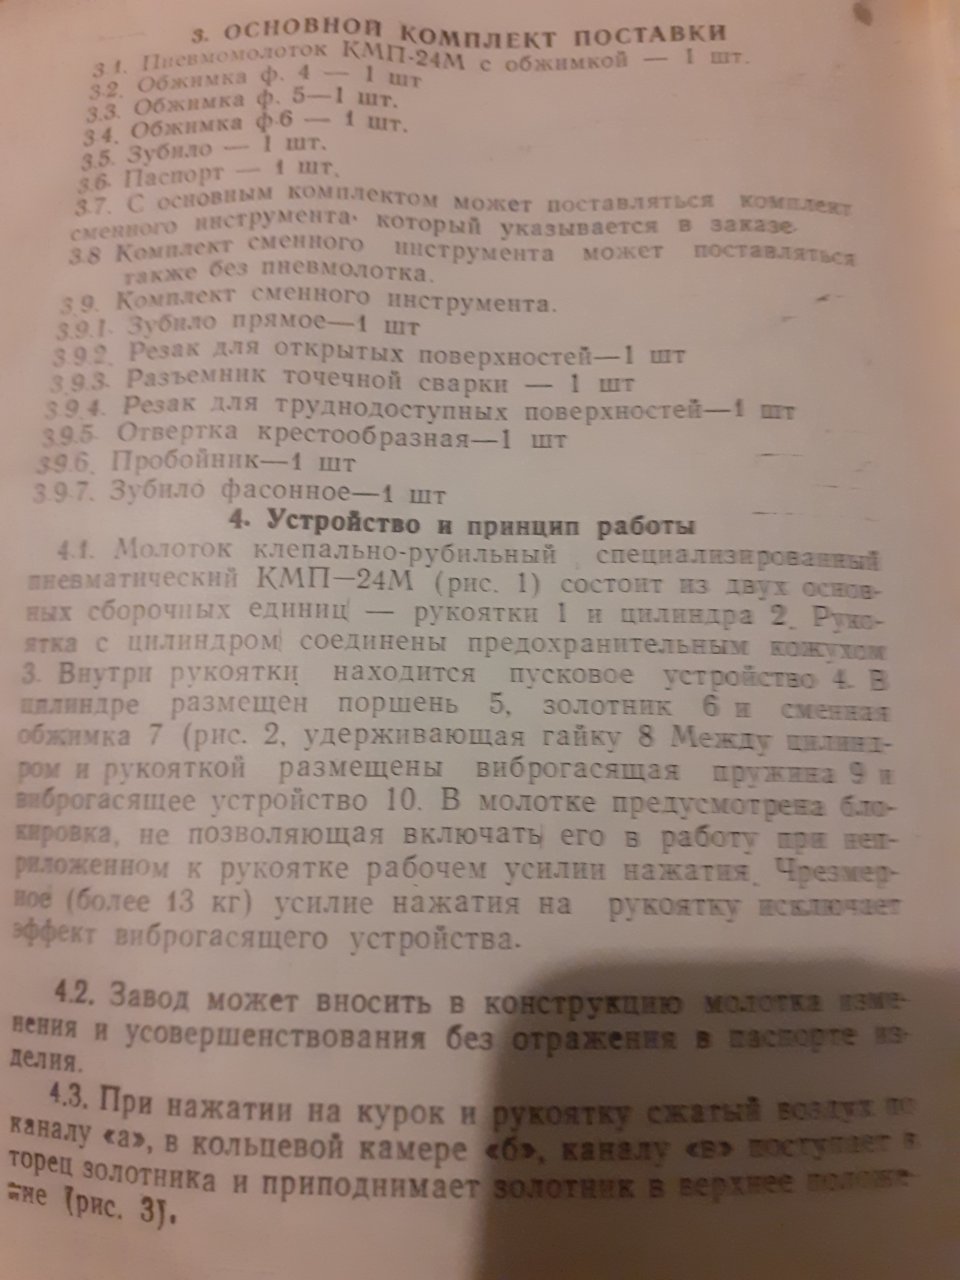 3. ОСНОВНОЙ КОМПЛЕКТ ПОСТАВКИ
3.1. Пневмомолоток КМП-24М с обжимкой — 1 шт.
3.2. Обжимка ф. 4 — 1 шт
3.3. Обжимка ф. 5—1 шт.
3.4. Обжимка ф.6 — 1 шт.
3.5. Зубило — 1 шт.
3.6. Паспорт — 1 шт.
3.7. С основным комплектом может поставляться комплект
сменного инструмента, который указывается в заказе.
3.8 Комплект сменного инструмента может поставляться
также без пневмолотка.
3.9. Комплект сменного инструмента.
3.9.1. Зубило прямое—1 шт
3.9.2. Резак для открытых поверхностей—1 шт
3.9.3. Разъемник точечной сварки — 1 шт
3.9.4. Резак для труднодоступных поверхностей—1 шт
3.9.5. Отвертка крестообразная—1 шт
3.9.6. Пробойник—1 шт
3.9.7. Зубило фасонное—1 шт
4. Устройство и принцип работы
4.1. Молоток клепально-рубильный специализированный
пневматический КМП—24М (рис. 1) состоит из двух основ-
ных сборочных единиц — рукоятки 1 и цилиндра 2. Руко-
ятка с цилиндром соединены предохранительным кожухом
3. Внутри рукоятки находится пусковое устройство 4. В
цилиндре размещен поршень 5, золотник 6 и сменная
обжимка 7 (рис. 2, удерживающая гайку 8 Между цилинд-
ром и рукояткой размещены виброгасящая пружина 9 и
виброгасящее устройство 10. В молотке предусмотрена бло-
кировка, не позволяющая включать его в работу при неп-
риложенном к рукоятке рабочем усилии нажатия. Чрезмер-
ное (более 13 кг) усилие нажатия на рукоятку исключает
эффект виброгасящего устройства.
4.2. Завод может вносить в конструкцию молотка изме-
нения и усовершенствования без отражения в паспорте из-
делия.
4.3. При нажатии на курок и рукоятку сжатый воздух по
каналу «а», в кольцевой камере «б», каналу «в» поступает в
торец золотника и приподнимает золотник в верхнее положе-
ние (рис. 3).